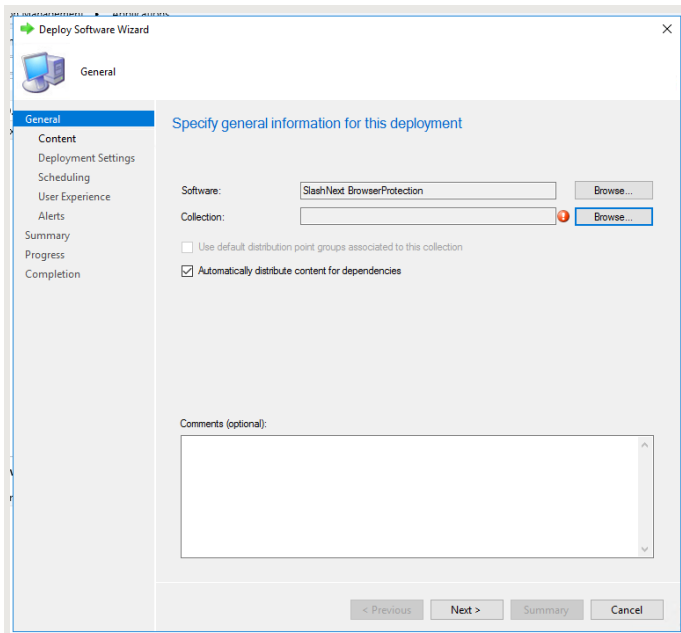 Deploy Software Wizard
General
General
Content
Deployment Settings
Scheduling
User Experience
Alerts
Summary
Progress
Completion
Specify general information for this deployment
Software: SlashNext BrowserProtection Browse...
Collection: Browse...
Use default distribution point groups associated to this collection
Automatically distribute content for dependencies
Comments (optional):
< Previous Next > Summary Cancel